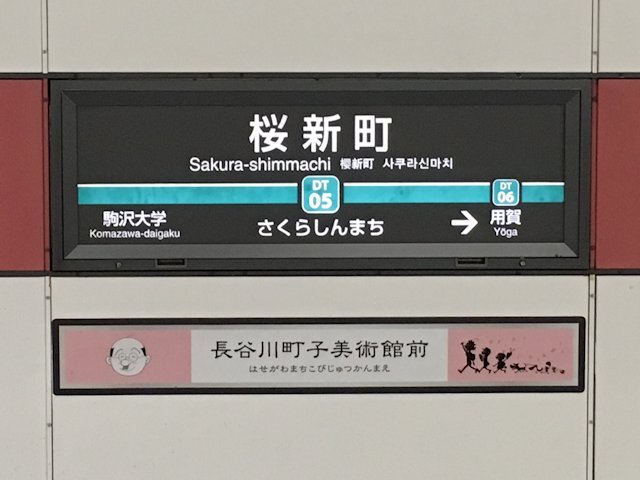 桜新町
Sakura-shimmachi 櫻新町 사쿠라신마치
DT
05
DT
06
駒沢大学
Komazawa-daigaku
さくらしんまち
→
用賀
Yōga
長谷川町子美術館前
はせがわまちこびじゅつかんまえ